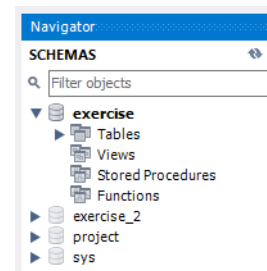 Navigator
SCHEMAS
Filter objects
exercise
Tables
Views
Stored Procedures
Functions
exercise_2
project
sys